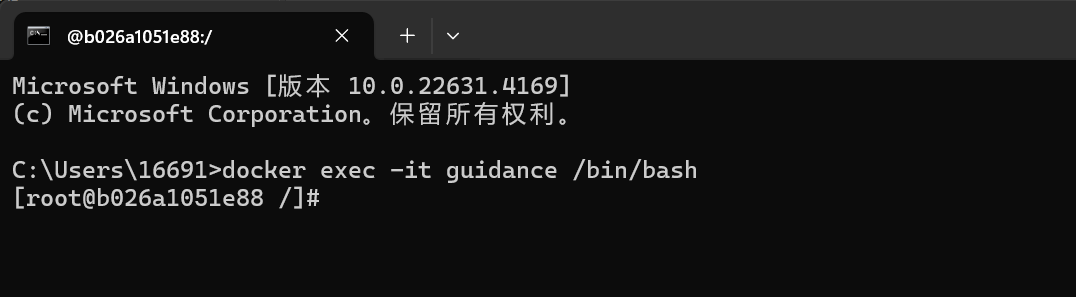 @b026a1051e88:/
Microsoft Windows [版本 10.0.22631.4169]
(c) Microsoft Corporation。保留所有权利。
C:\Users\16691>docker exec -it guidance /bin/bash
[root@b026a1051e88 /]#